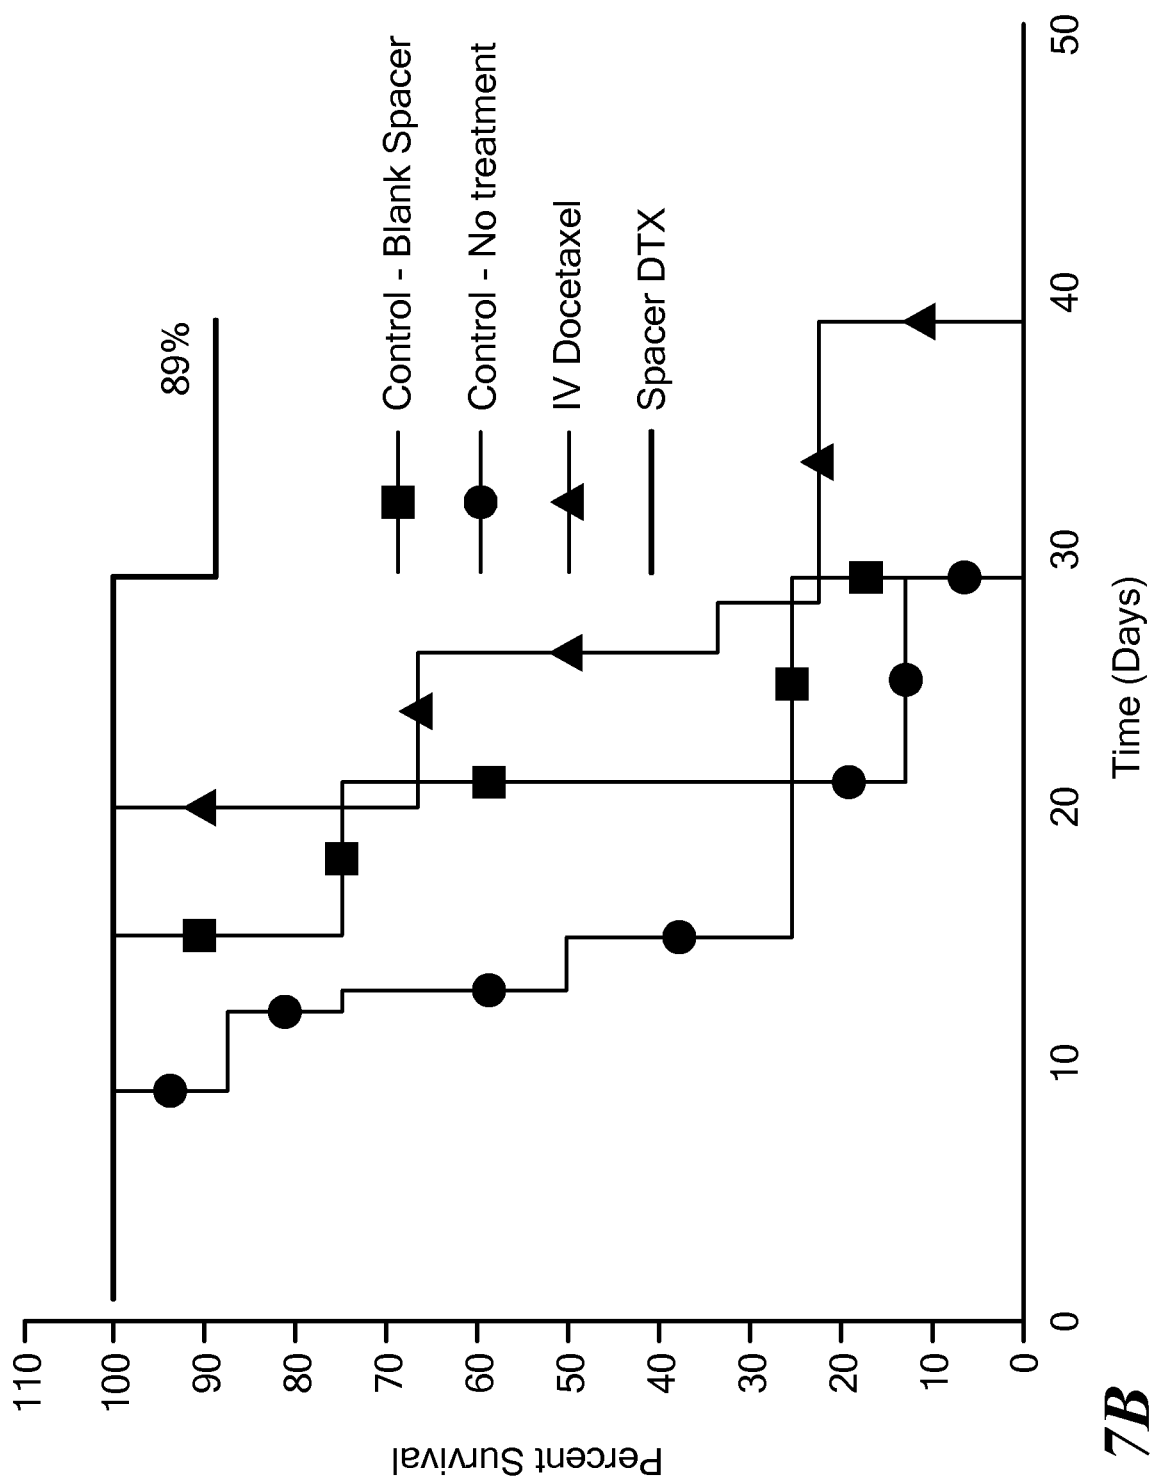 110
100
90
80
70
60
50
40
30
20
10
0
Percent Survival
89%
Control - Blank Spacer
Control - No treatment
IV Docetaxel
Spacer DTX
0
10
20
30
40
50
Time (Days)
7B